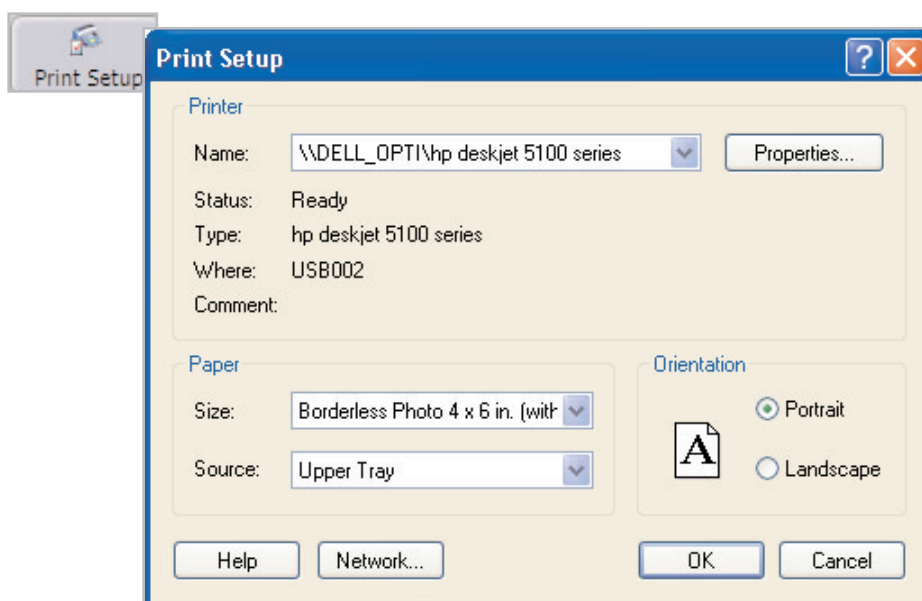 Print Setup
Print Setup
Printer
Name: \\DELL_OPTI\hp deskjet 5100 series Properties...
Status: Ready
Type: hp deskjet 5100 series
Where: USB002
Comment:
Paper
Size: Borderless Photo 4 x 6 in. (with
Source: Upper Tray
Orientation
A
Portrait
Landscape
Help Network... OK Cancel